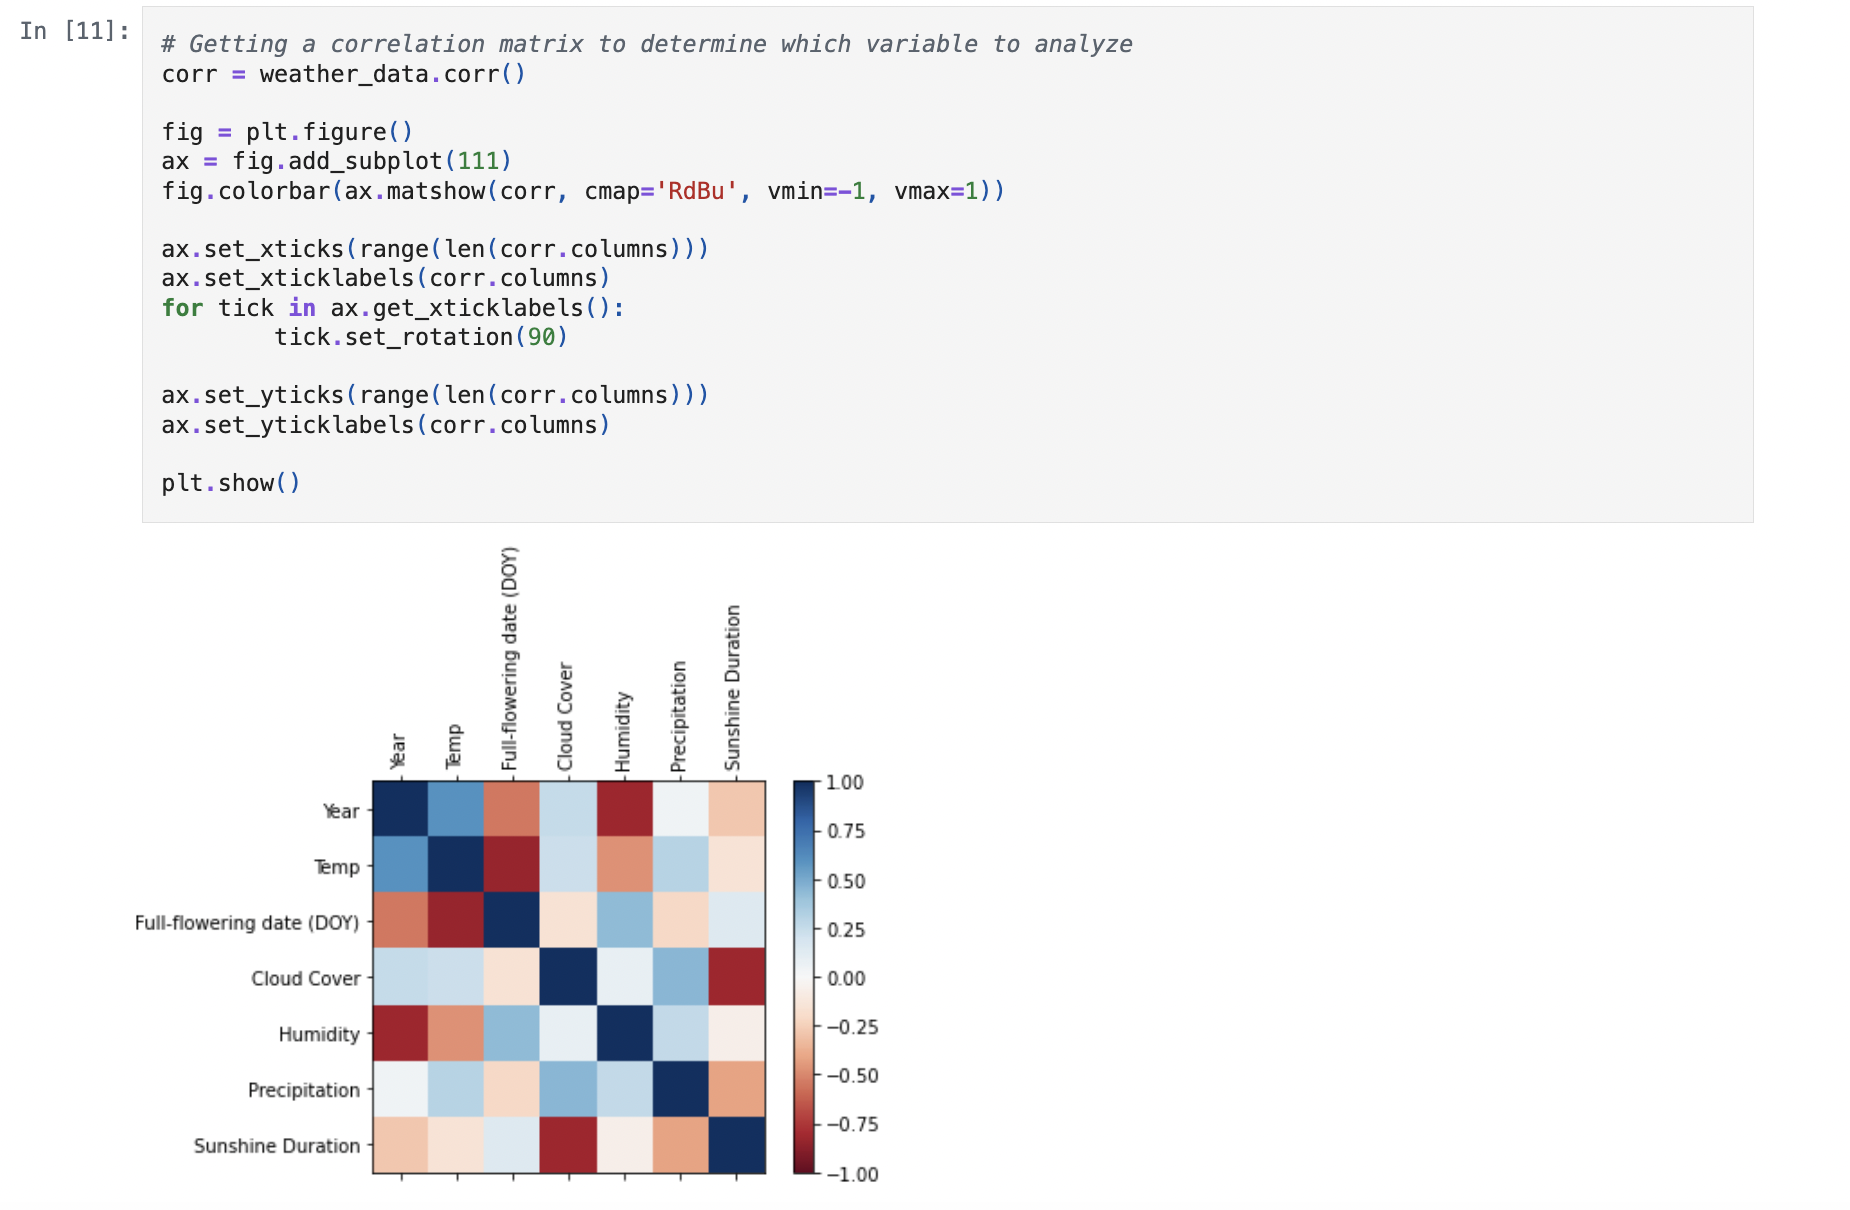 In [11]:
# Getting a correlation matrix to determine which variable to analyze
corr = weather_data.corr()
fig = plt.figure()
ax = fig.add_subplot(111)
fig.colorbar(ax.matshow(corr, cmap='RdBu', vmin=-1, vmax=1))
ax.set_xticks(range(len(corr.columns)))
ax.set_xticklabels(corr.columns)
for tick in ax.get_xticklabels():
        tick.set_rotation(90)
ax.set_yticks(range(len(corr.columns)))
ax.set_yticklabels(corr.columns)
plt.show()
Year
Temp
Full-flowering date (DOY)
Cloud Cover
Humidity
Precipitation
Sunshine Duration
Year
Temp
Full-flowering date (DOY)
Cloud Cover
Humidity
Precipitation
Sunshine Duration
1.00
0.75
0.50
0.25
0.00
−0.25
−0.50
−0.75
−1.00